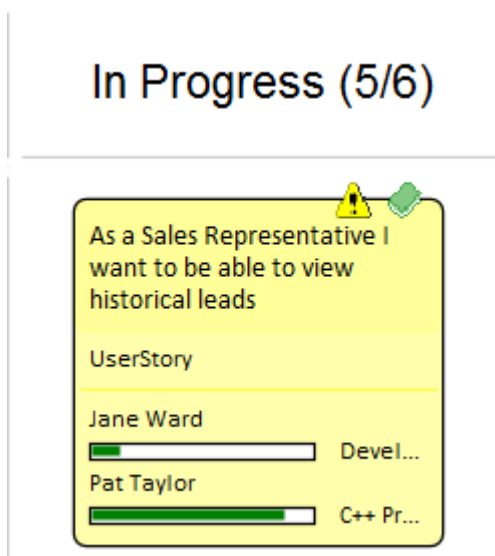 In Progress (5/6)
As a Sales Representative I
want to be able to view
historical leads
UserStory
Jane Ward
Devel...
Pat Taylor
C++ Pr...